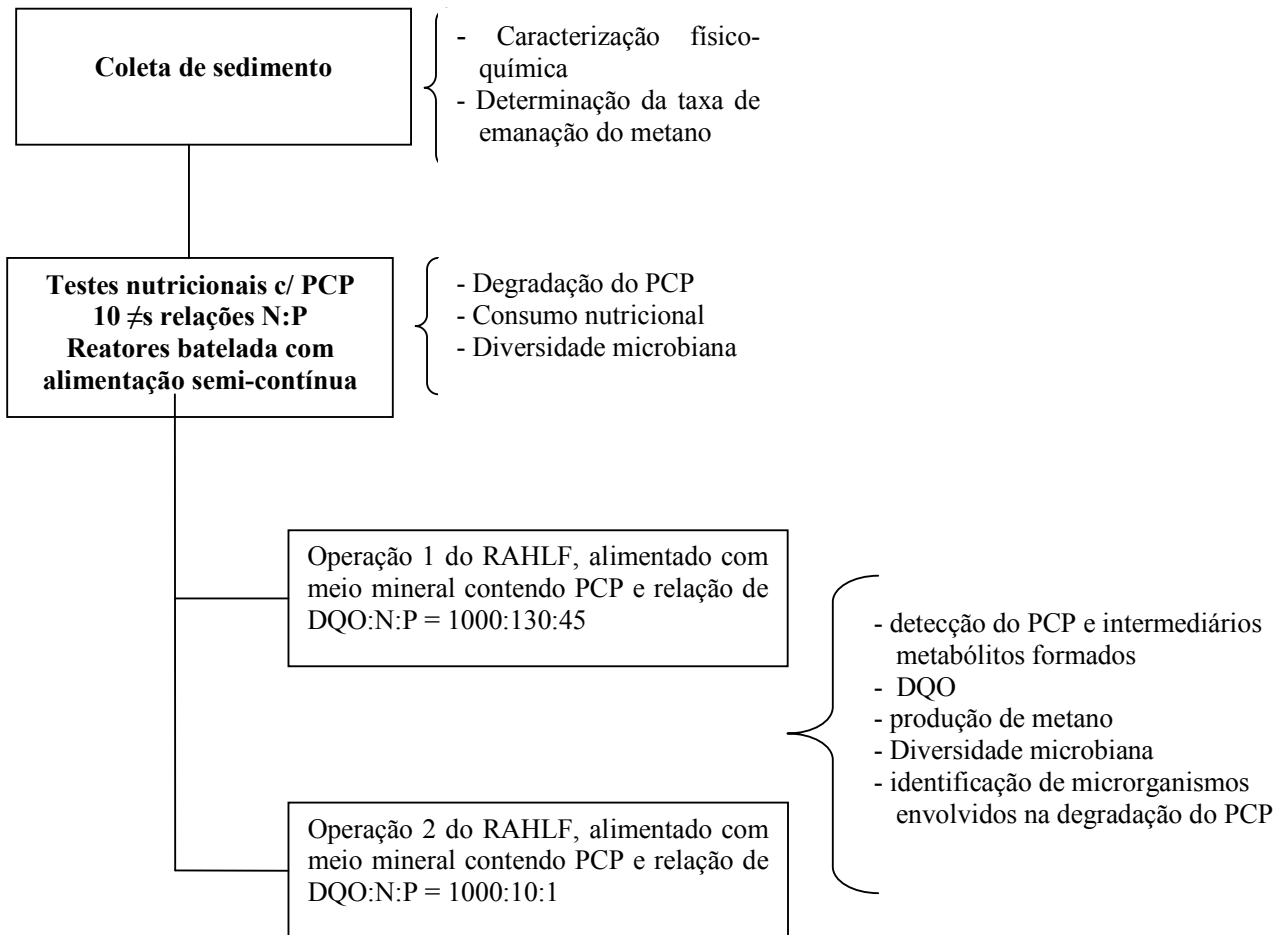 Coleta de sedimento
- Caracterização físico-
química
- Determinação da taxa de
emanação do metano
Testes nutricionais c/ PCP
10 ≠s relações N:P
Reatores batelada com
alimentação semi-contínua
- Degradação do PCP
- Consumo nutricional
- Diversidade microbiana
Operação 1 do RAHLF, alimentado com
meio mineral contendo PCP e relação de
DQO:N:P = 1000:130:45
- detecção do PCP e intermediários
metabólitos formados
- DQO
- produção de metano
- Diversidade microbiana
- identificação de microrganismos
envolvidos na degradação do PCP
Operação 2 do RAHLF, alimentado com
meio mineral contendo PCP e relação de
DQO:N:P = 1000:10:1